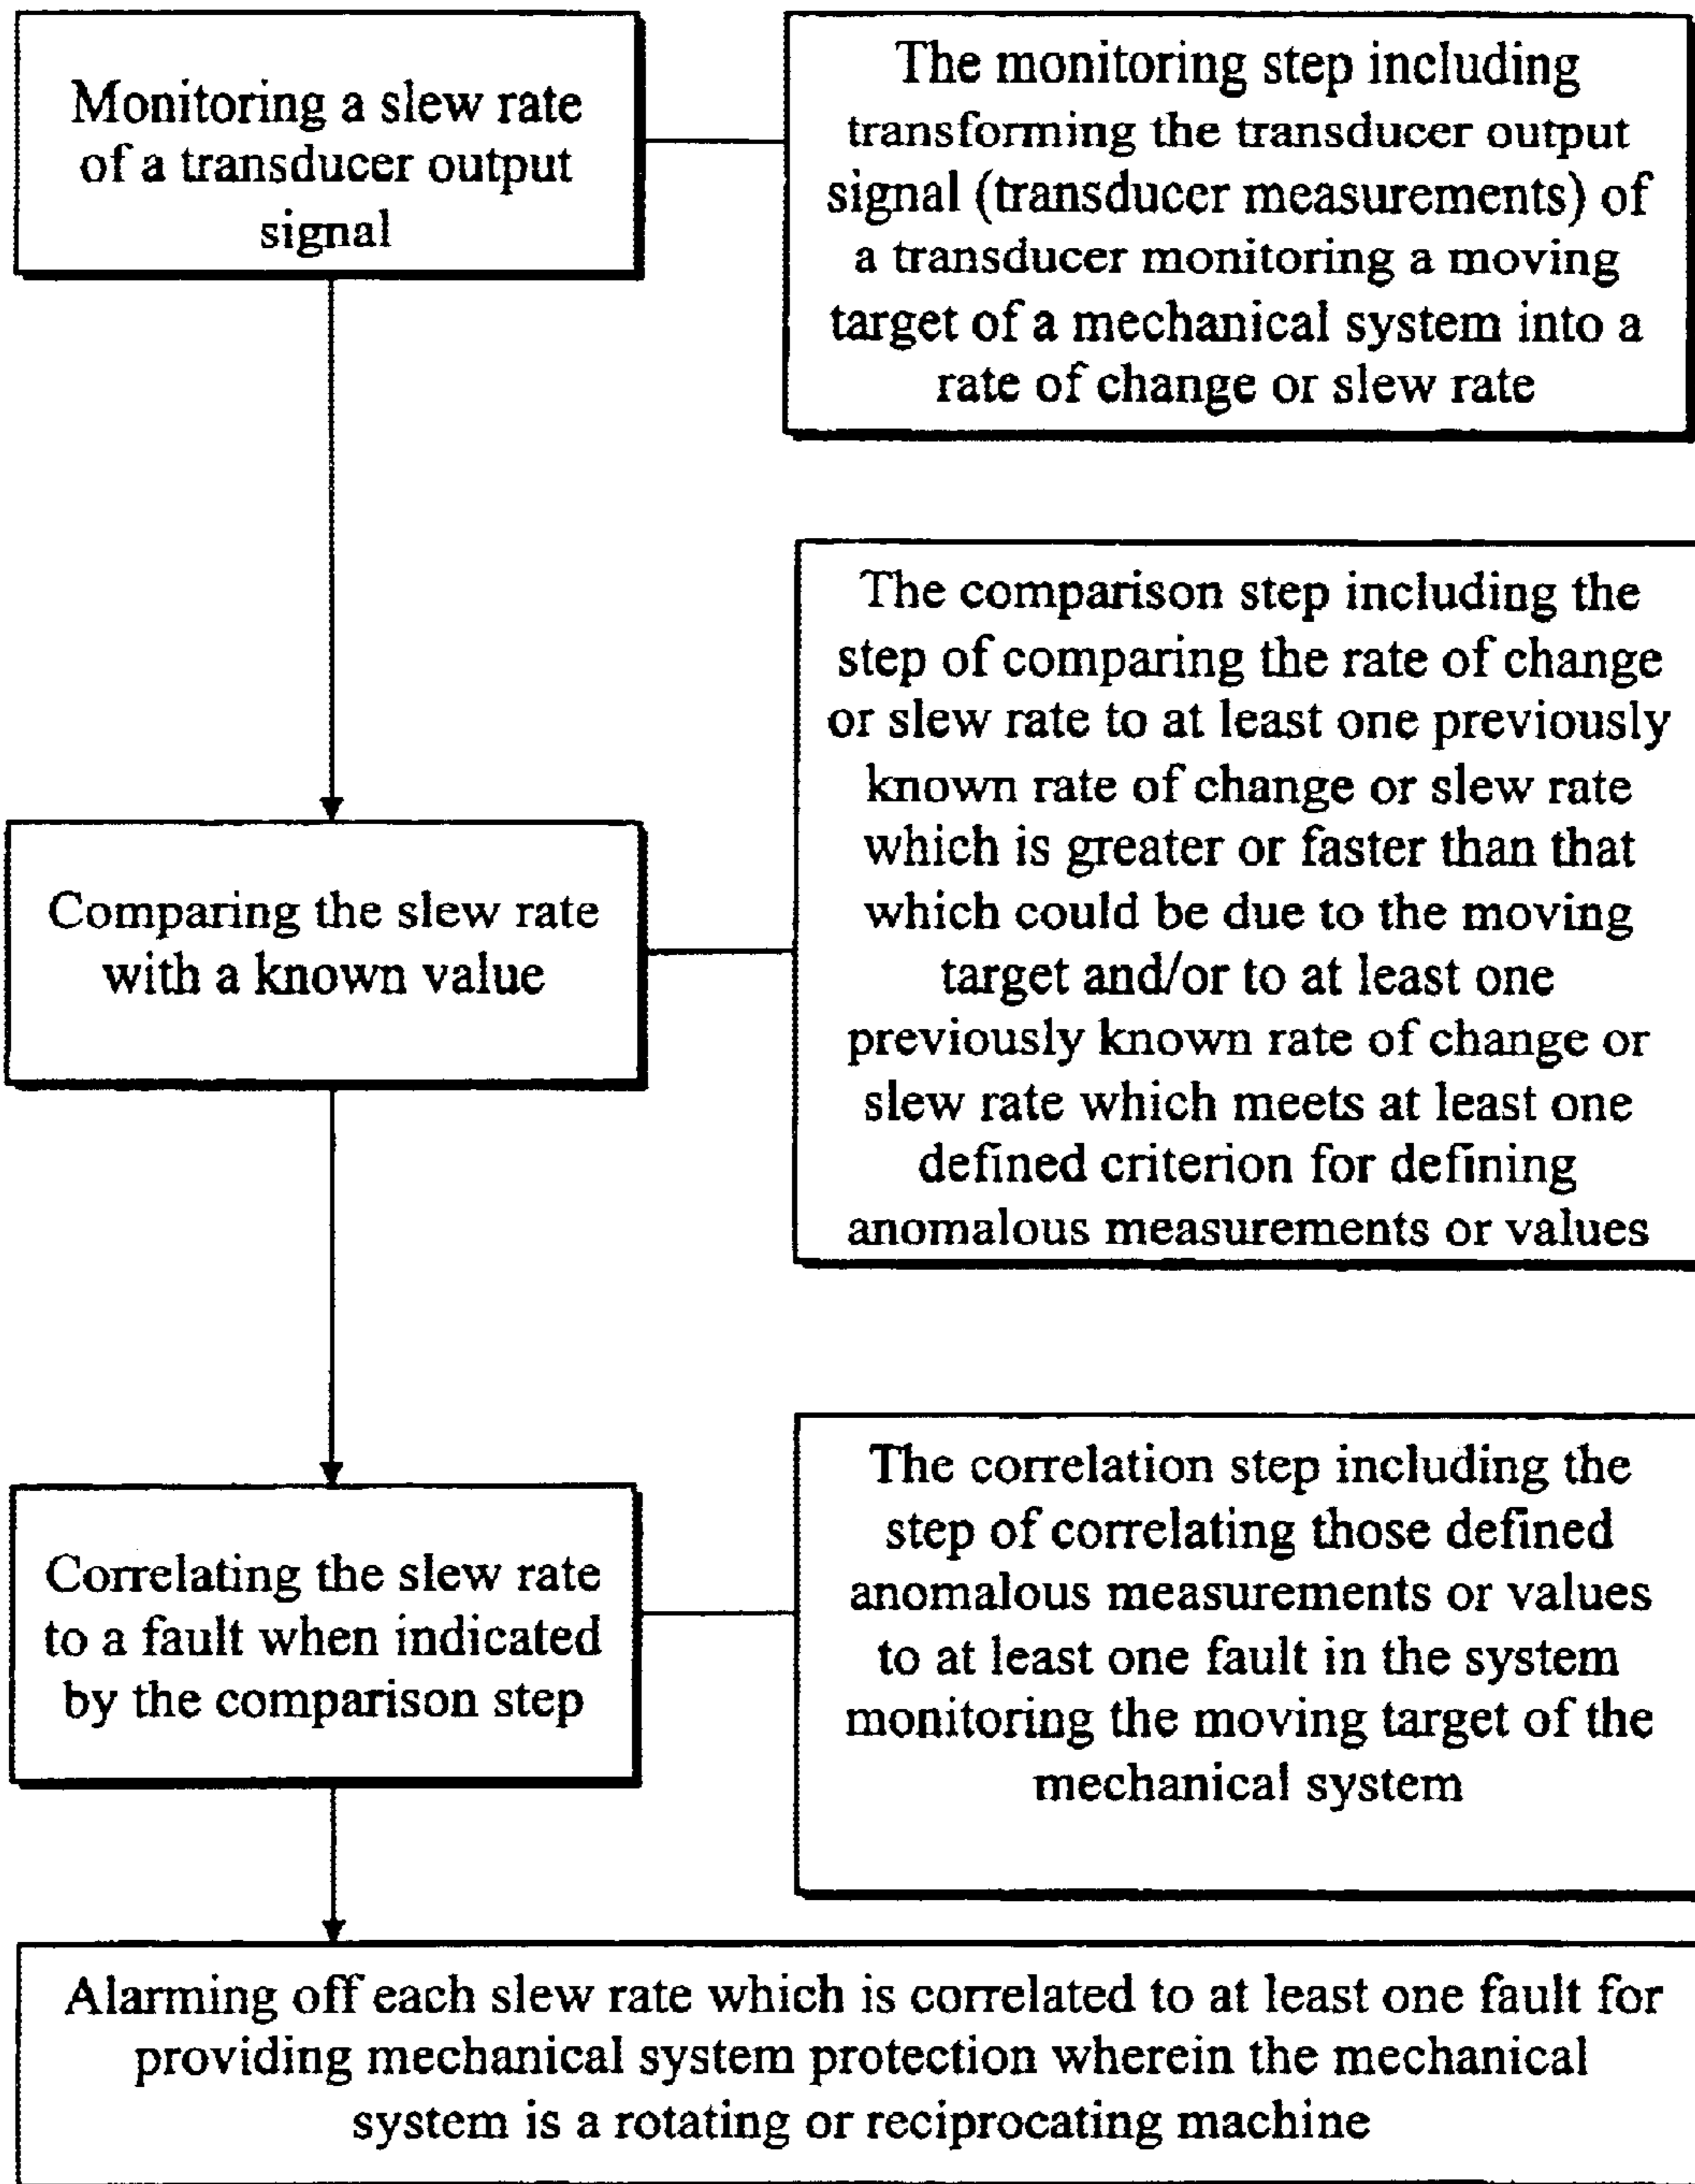 Monitoring a slew rate
of a transducer output
signal
The monitoring step including
transforming the transducer output
signal (transducer measurements) of
a transducer monitoring a moving
target of a mechanical system into a
rate of change or slew rate
Comparing the slew rate
with a known value
The comparison step including the
step of comparing the rate of change
or slew rate to at least one previously
known rate of change or slew rate
which is greater or faster than that
which could be due to the moving
target and/or to at least one
previously known rate of change or
slew rate which meets at least one
defined criterion for defining
anomalous measurements or values
Correlating the slew rate
to a fault when indicated
by the comparison step
The correlation step including the
step of correlating those defined
anomalous measurements or values
to at least one fault in the system
monitoring the moving target of the
mechanical system
Alarming off each slew rate which is correlated to at least one fault for
providing mechanical system protection wherein the mechanical
system is a rotating or reciprocating machine